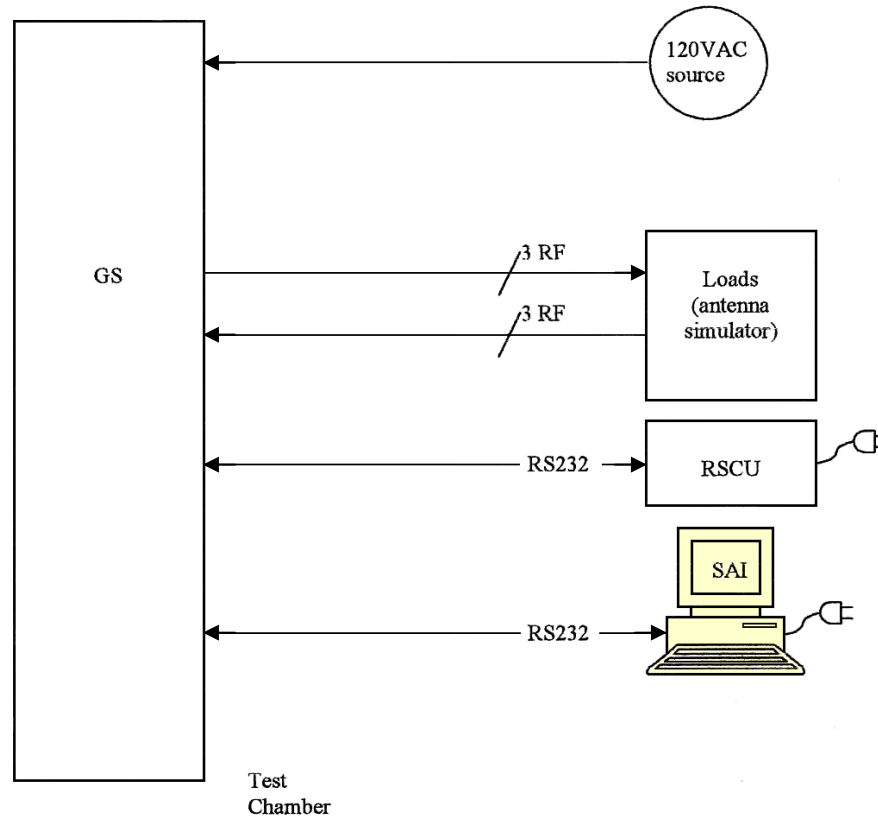 120VAC
source
3 RF
GS
Loads
(antenna
simulator)
3 RF
RS232
RSCU
SAI
RS232
Test
Chamber